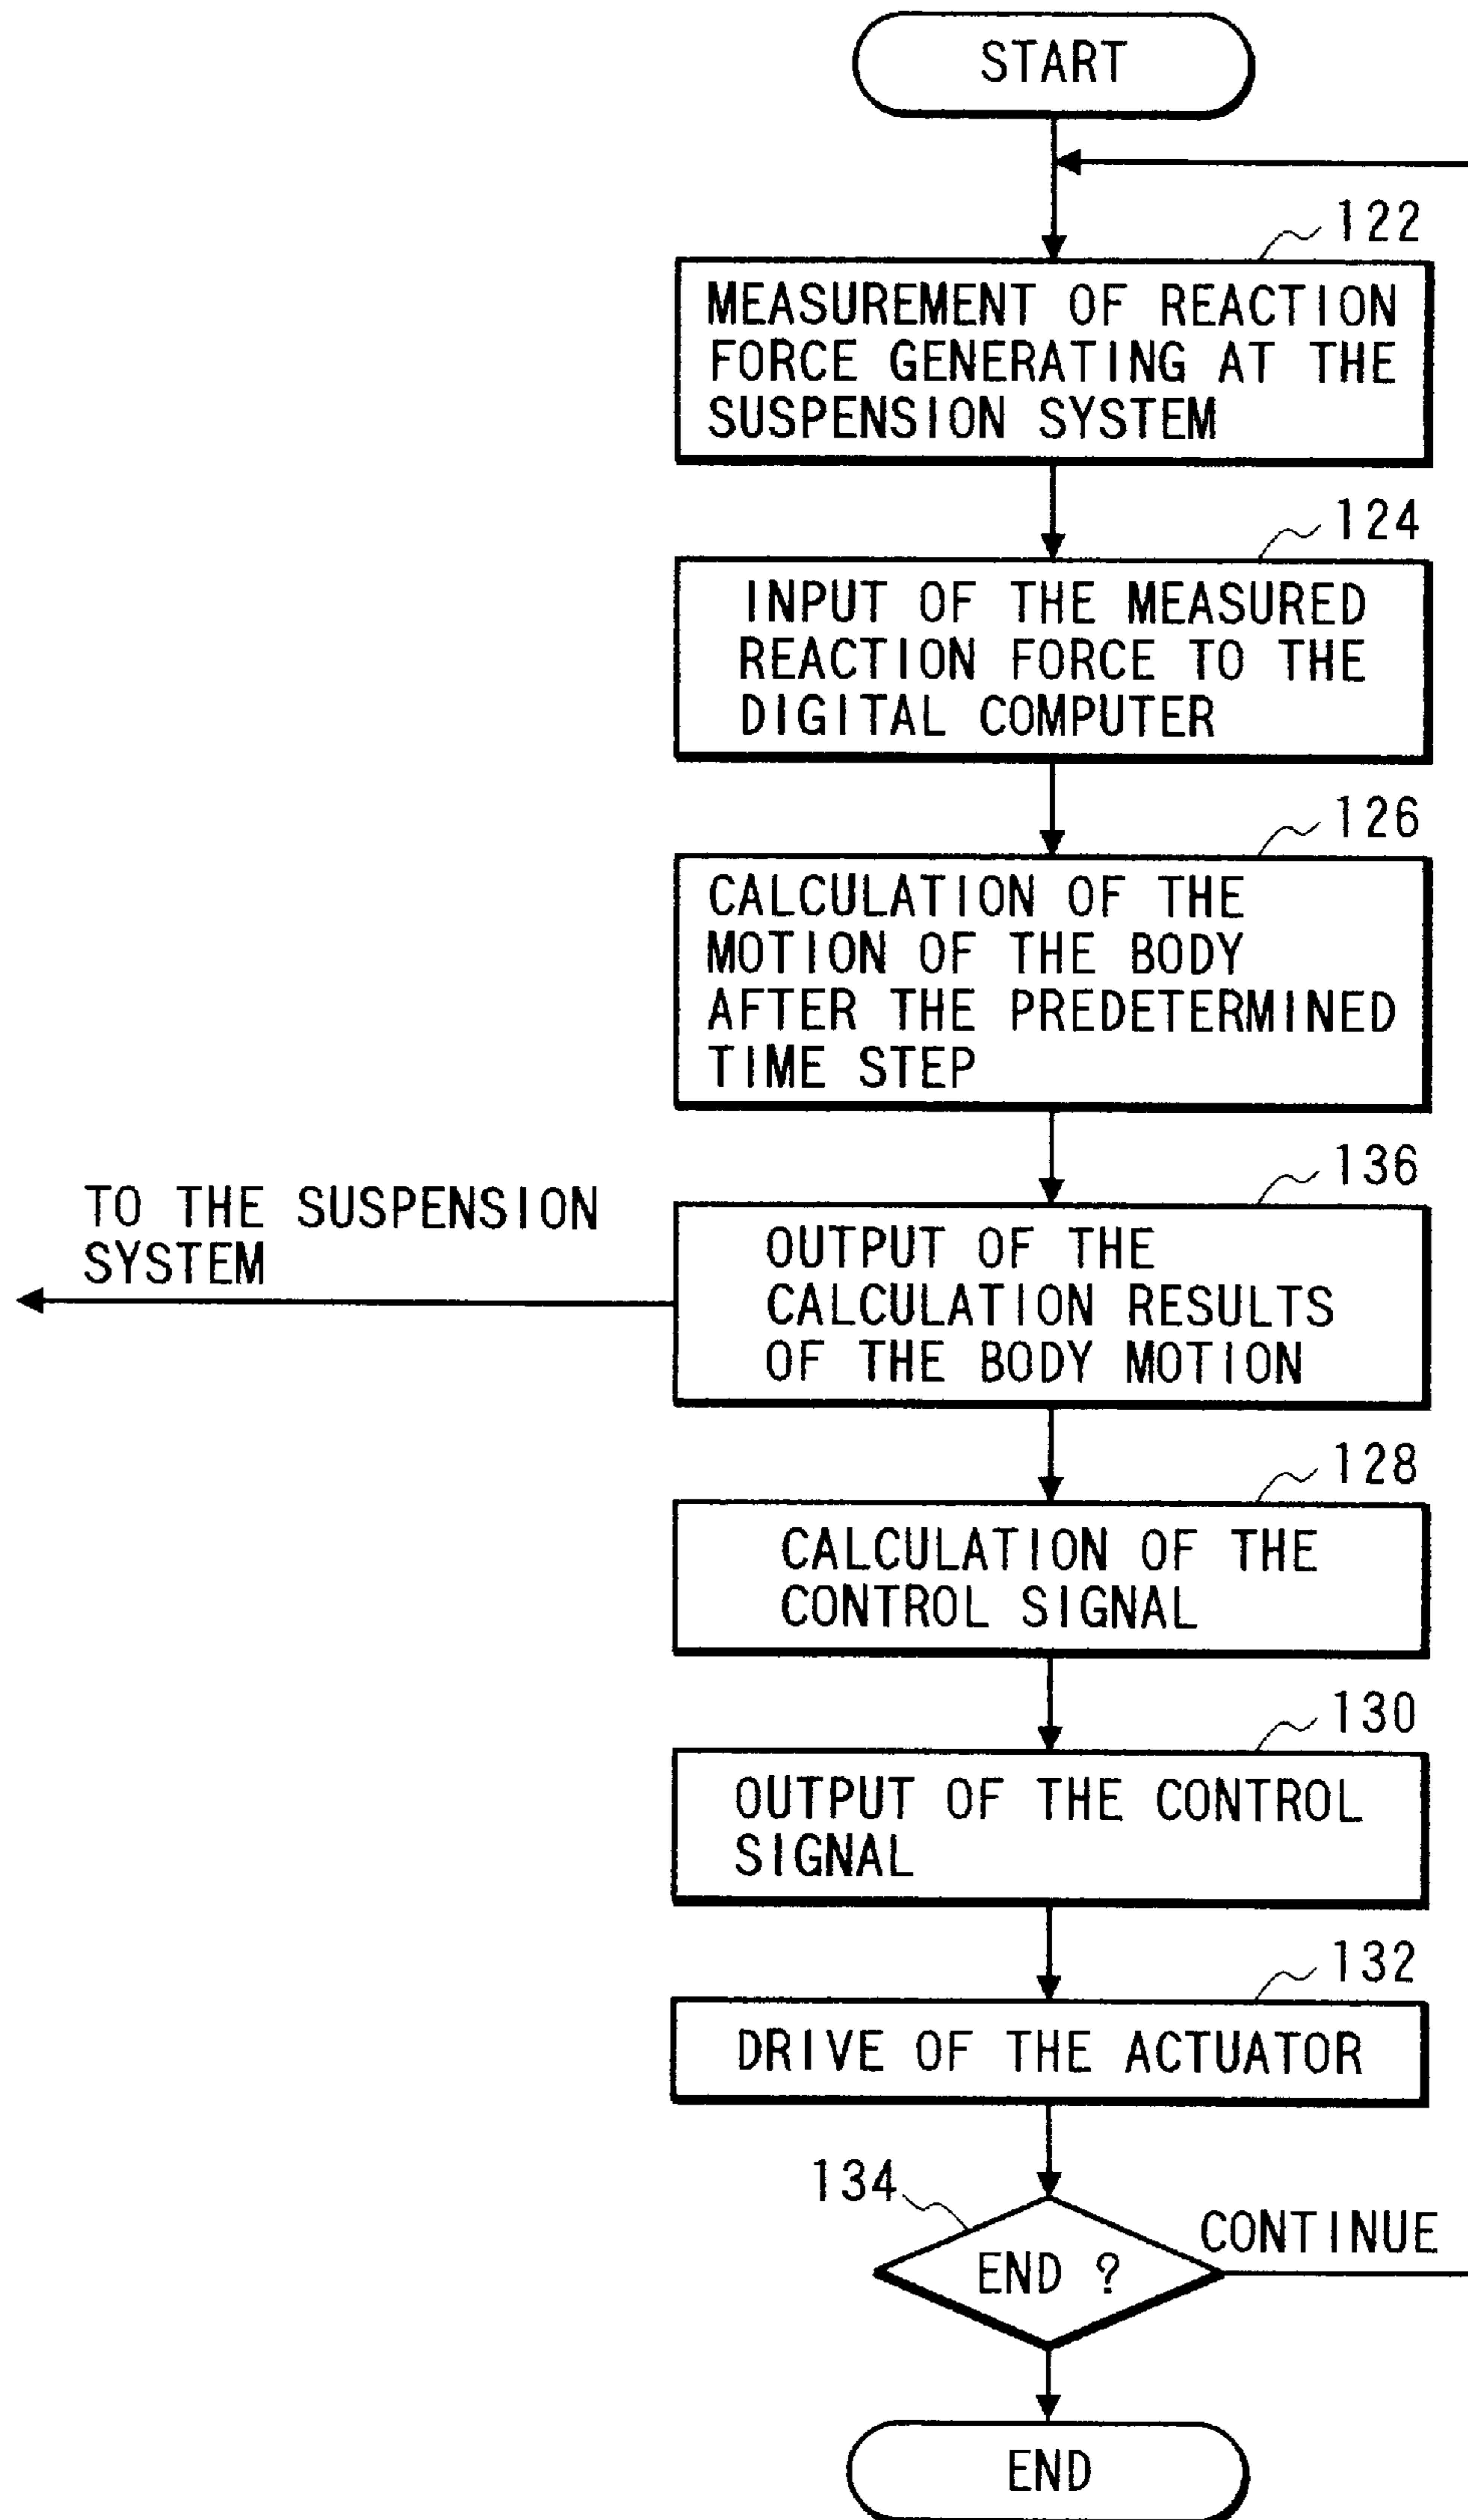 START
122
MEASUREMENT OF REACTION
FORCE GENERATING AT THE
SUSPENSION SYSTEM
124
INPUT OF THE MEASURED
REACTION FORCE TO THE
DIGITAL COMPUTER
126
CALCULATION OF THE
MOTION OF THE BODY
AFTER THE PREDETERMINED
TIME STEP
136
TO THE SUSPENSION
SYSTEM
OUTPUT OF THE
CALCULATION RESULTS
OF THE BODY MOTION
128
CALCULATION OF THE
CONTROL SIGNAL
130
OUTPUT OF THE CONTROL
SIGNAL
132
DRIVE OF THE ACTUATOR
134
END ?
CONTINUE
END